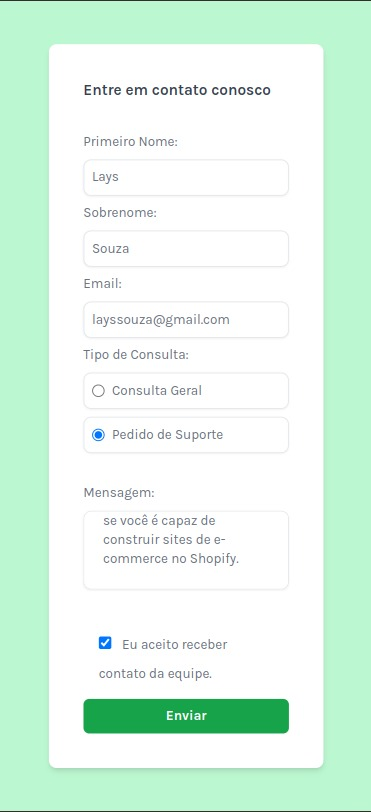 Entre em contato conosco
Primeiro Nome:
Lays
Sobrenome:
Souza
Email:
layssouza@gmail.com
Tipo de Consulta:
Consulta Geral
Pedido de Suporte
Mensagem:
se você é capaz de
construir sites de e-
commerce no Shopify.
Eu aceito receber
contato da equipe.
Enviar